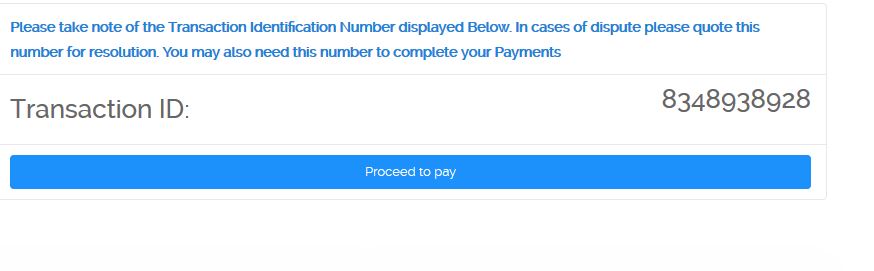 Please take note of the Transaction Identification Number displayed Below. In cases of dispute please quote this
number for resolution. You may also need this number to complete your Payments
Transaction ID: 8348938928
Proceed to pay